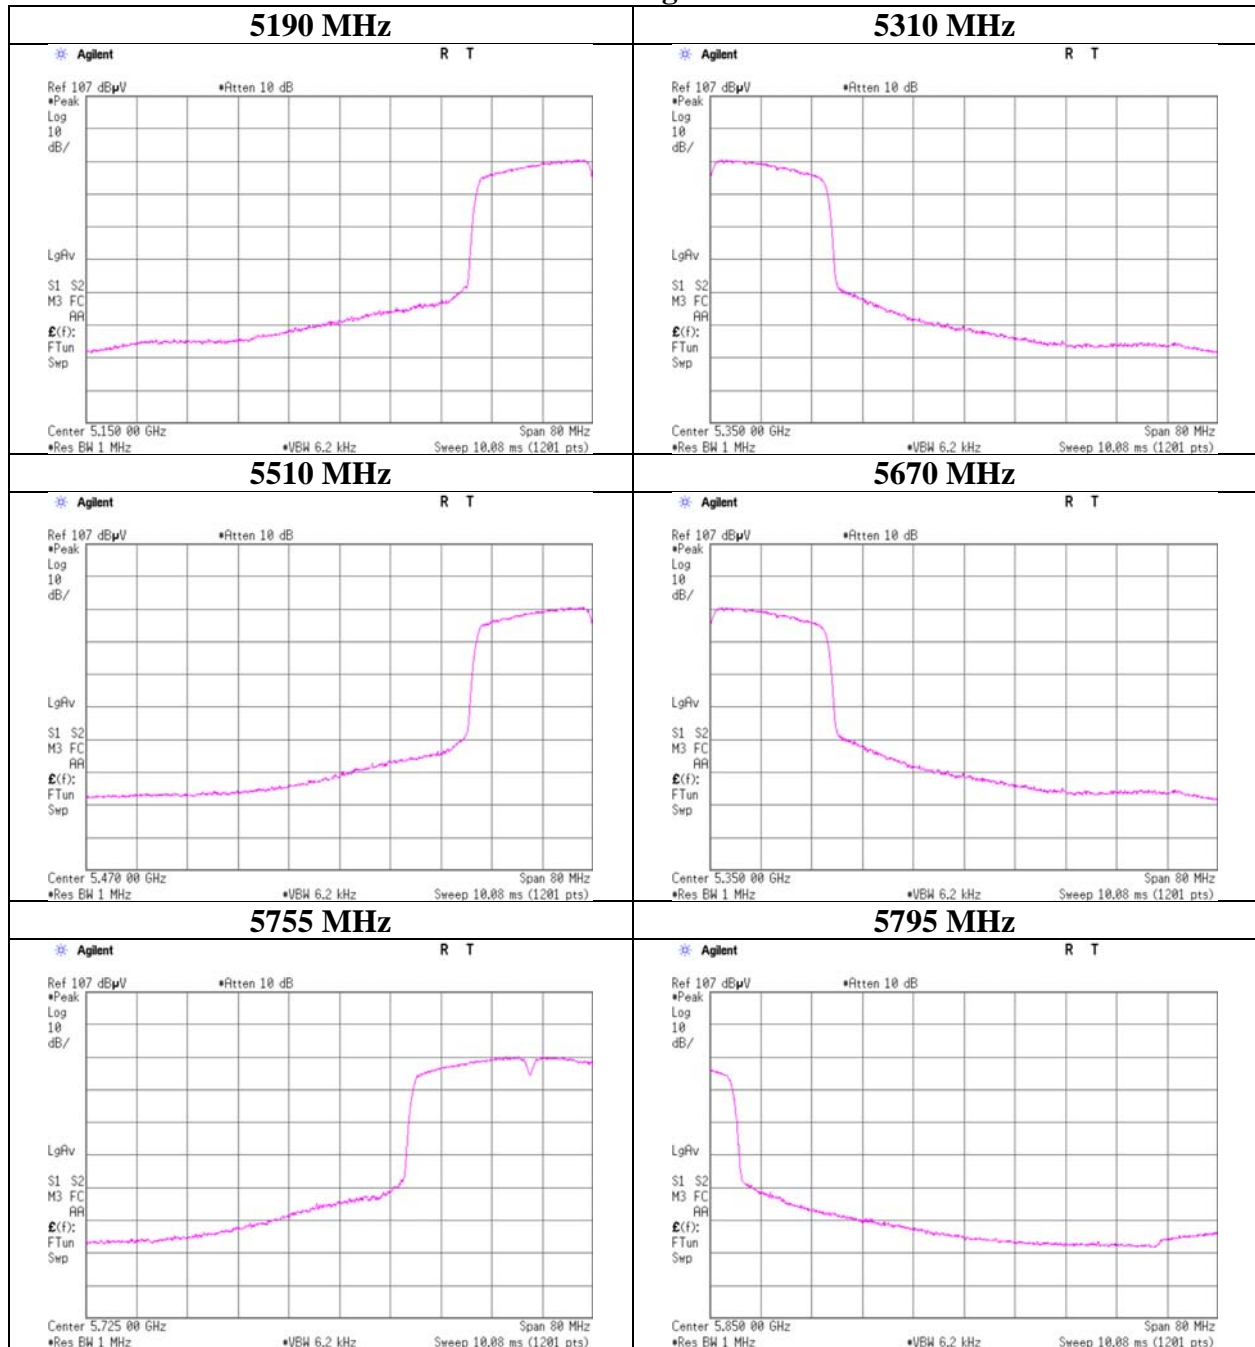 5190 MHz
5310 MHz
Agilent R T
Ref 107 dBµV *Atten 10 dB
*Peak
Log
10
dB/
LgAv
S1 S2
M3 FC
AA
£(f):
FTun
Swp
Center 5.150 00 GHz Span 80 MHz
*Res BW 1 MHz *VBW 6.2 kHz Sweep 10.08 ms (1201 pts)
Agilent R T
Ref 107 dBµV *Atten 10 dB
*Peak
Log
10
dB/
LgAv
S1 S2
M3 FC
AA
£(f):
FTun
Swp
Center 5.350 00 GHz Span 80 MHz
*Res BW 1 MHz *VBW 6.2 kHz Sweep 10.08 ms (1201 pts)
5510 MHz
5670 MHz
Agilent R T
Ref 107 dBµV *Atten 10 dB
*Peak
Log
10
dB/
LgAv
S1 S2
M3 FC
AA
£(f):
FTun
Swp
Center 5.470 00 GHz Span 80 MHz
*Res BW 1 MHz *VBW 6.2 kHz Sweep 10.08 ms (1201 pts)
Agilent R T
Ref 107 dBµV *Atten 10 dB
*Peak
Log
10
dB/
LgAv
S1 S2
M3 FC
AA
£(f):
FTun
Swp
Center 5.350 00 GHz Span 80 MHz
*Res BW 1 MHz *VBW 6.2 kHz Sweep 10.08 ms (1201 pts)
5755 MHz
5795 MHz
Agilent R T
Ref 107 dBµV *Atten 10 dB
*Peak
Log
10
dB/
LgAv
S1 S2
M3 FC
AA
£(f):
FTun
Swp
Center 5.725 00 GHz Span 80 MHz
*Res BW 1 MHz *VBW 6.2 kHz Sweep 10.08 ms (1201 pts)
Agilent R T
Ref 107 dBµV *Atten 10 dB
*Peak
Log
10
dB/
LgAv
S1 S2
M3 FC
AA
£(f):
FTun
Swp
Center 5.850 00 GHz Span 80 MHz
*Res BW 1 MHz *VBW 6.2 kHz Sweep 10.08 ms (1201 pts)